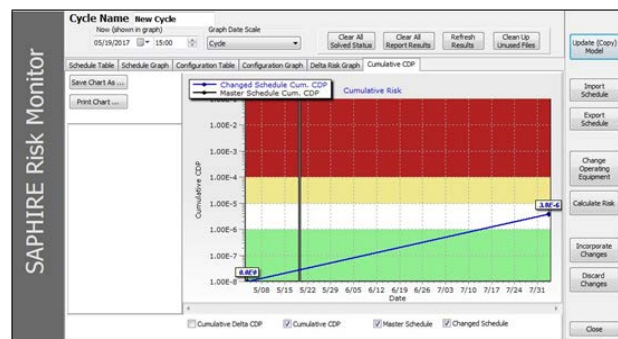 SAPHIRE Risk Monitor
Cycle Name New Cycle
Now (shown in graph)
Graph Date Scale
05/19/2017
15:00
Cycle
Clear All
Solved Status
Clear All
Report Results
Refresh
Results
Clean Up
Unused Files
Schedule Table
Schedule Graph
Configuration Table
Configuration Graph
Delta Risk Graph
Cumulative CDP
Save Chart As ...
Print Chart ...
Changed Schedule Cum. CDP
Master Schedule Cum. CDP
Cumulative Risk
Cumulative CDP
1.00E-2
1.00E-3
1.00E-4
1.00E-5
1.00E-6
1.00E-7
1.00E-8
0.0E0
5/08
5/15
5/22
5/29
6/05
6/12
6/19
6/26
7/03
7/10
7/17
7/24
7/31
Date
Cumulative Delta CDP
Cumulative CDP
Master Schedule
Changed Schedule
Update (Copy)
Model
Import
Schedule
Export
Schedule
Change
Operating
Equipment
Calculate Risk
Incorporate
Changes
Discard
Changes
Close